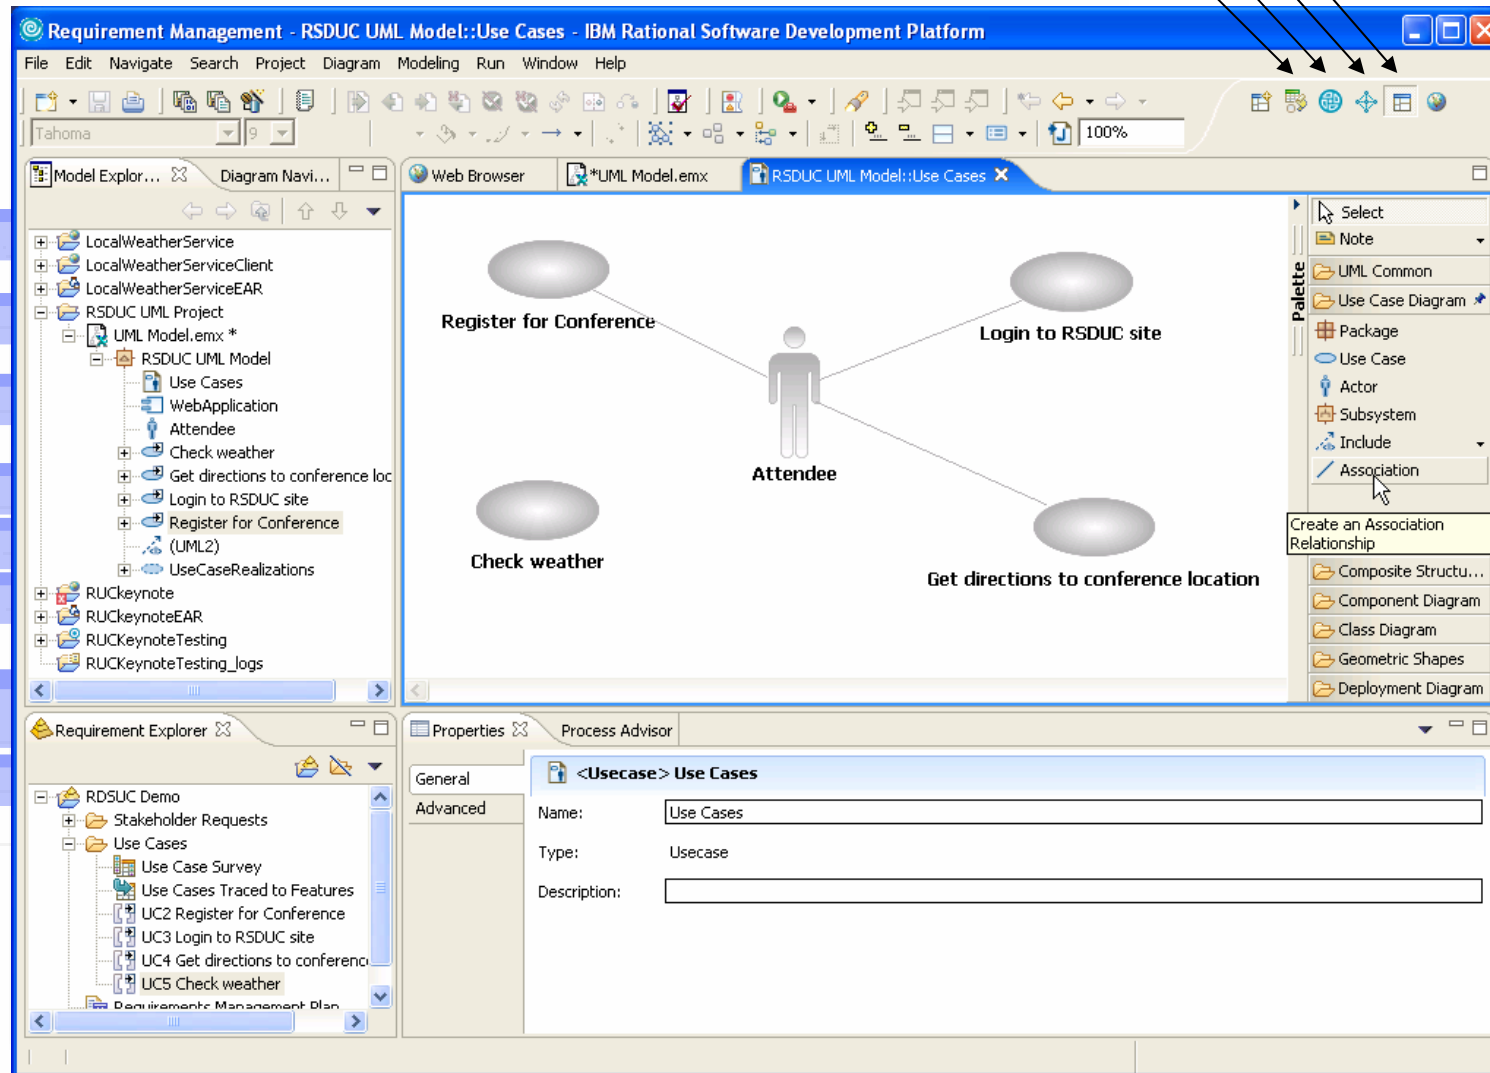 Requirement Management - RSDUC UML Model::Use Cases - IBM Rational Software Development Platform
File Edit Navigate Search Project Diagram Modeling Run Window Help
Tahoma 9 100%
Model Explor... Diagram Navi...
Web Browser *UML Model.emx RSDUC UML Model::Use Cases
LocalWeatherService
LocalWeatherServiceClient
LocalWeatherServiceEAR
RSDUC UML Project
UML Model.emx *
RSDUC UML Model
Use Cases
WebApplication
Attendee
Check weather
Get directions to conference loc
Login to RSDUC site
Register for Conference
(UML2)
UseCaseRealizations
RUCkeynote
RUCkeynoteEAR
RUCKeynoteTesting
RUCKeynoteTesting_logs
Register for Conference
Login to RSDUC site
Attendee
Check weather
Get directions to conference location
Palette
Select
Note
UML Common
Use Case Diagram
Package
Use Case
Actor
Subsystem
Include
Association
Create an Association
Relationship
Composite Structu...
Component Diagram
Class Diagram
Geometric Shapes
Deployment Diagram
Requirement Explorer
RDSUC Demo
Stakeholder Requests
Use Cases
Use Case Survey
Use Cases Traced to Features
UC2 Register for Conference
UC3 Login to RSDUC site
UC4 Get directions to conferenc
UC5 Check weather
Requirements Management Plan
Properties Process Advisor
General
Advanced
<Usecase> Use Cases
Name: Use Cases
Type: Usecase
Description: